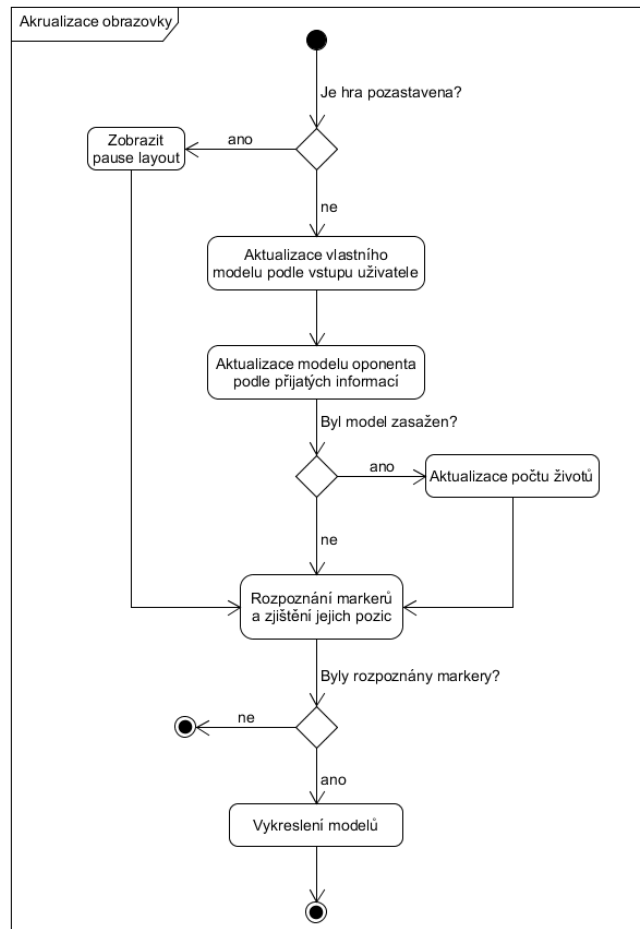 Akrualizace obrazovky
Je hra pozastavena?
Zobrazit
pause layout
ano
ne
Aktualizace vlastního
modelu podle vstupu uživatele
Aktualizace modelu oponenta
podle přijatých informací
Byl model zasažen?
ano
Aktualizace počtu životů
ne
Rozpoznání markerů
a zjištění jejich pozic
Byly rozpoznány markery?
ne
ano
Vykreslení modelů